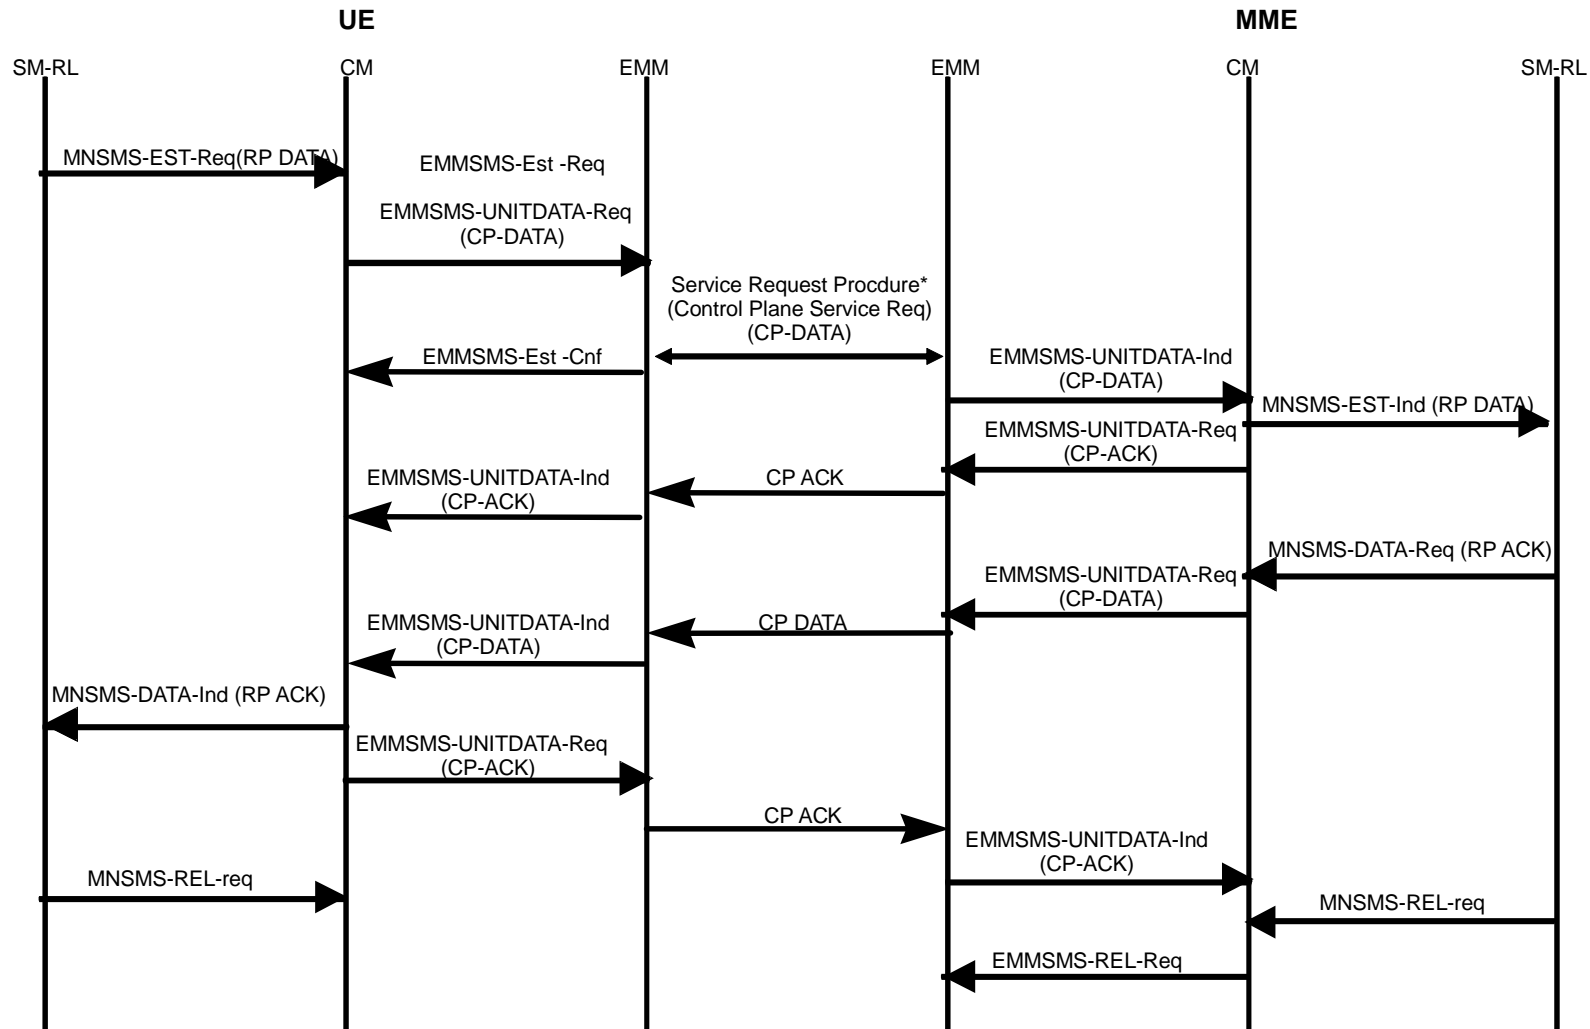 UE
MME
SM-RL
CM
EMM
EMM
CM
SM-RL
MNSMS-EST-Req(RP DATA)
EMMSMS-Est -Req
EMMSMS-UNITDATA-Req
(CP-DATA)
Service Request Procdure*
(Control Plane Service Req)
(CP-DATA)
EMMSMS-Est -Cnf
EMMSMS-UNITDATA-Ind
(CP-DATA)
MNSMS-EST-Ind (RP DATA)
EMMSMS-UNITDATA-Req
(CP-ACK)
CP ACK
EMMSMS-UNITDATA-Ind
(CP-ACK)
MNSMS-DATA-Req (RP ACK)
EMMSMS-UNITDATA-Req
(CP-DATA)
CP DATA
EMMSMS-UNITDATA-Ind
(CP-DATA)
MNSMS-DATA-Ind (RP ACK)
EMMSMS-UNITDATA-Req
(CP-ACK)
CP ACK
EMMSMS-UNITDATA-Ind
(CP-ACK)
MNSMS-REL-req
MNSMS-REL-req
EMMSMS-REL-Req